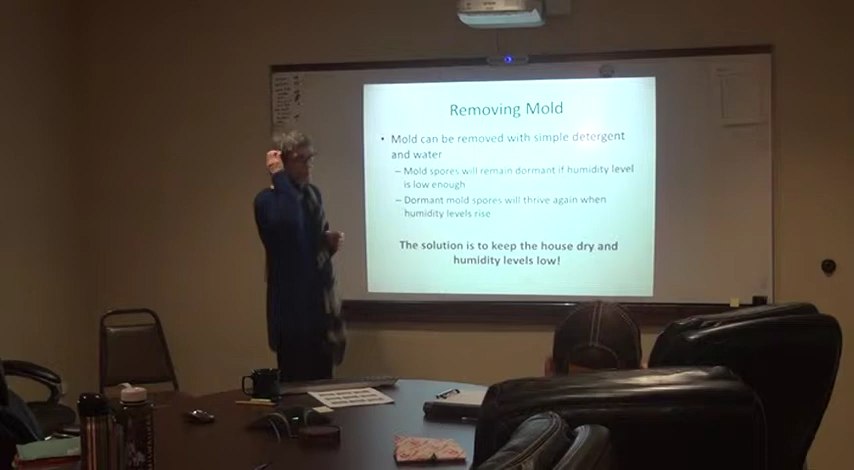 Removing Mold
• Mold can be removed with simple detergent
and water
– Mold spores will remain dormant if humidity level
is low enough
– Dormant mold spores will thrive again when
humidity levels rise
The solution is to keep the house dry and
humidity levels low!